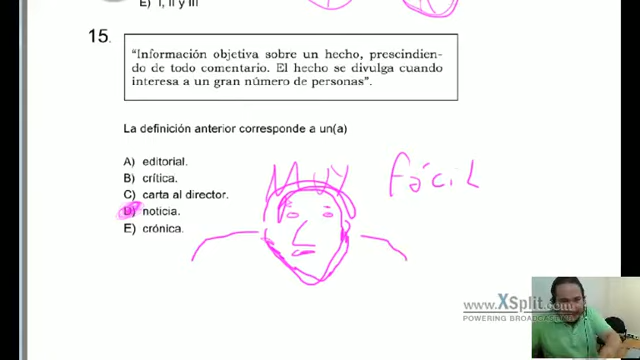 E) I, II y III
15.
"Información objetiva sobre un hecho, prescindien-
do de todo comentario. El hecho se divulga cuando
interesa a un gran número de personas".
La definición anterior corresponde a un(a)
A) editorial.
B) crítica.
C) carta al director.
D) noticia.
E) crónica.
MUY fácil
www.XSplit.com
POWERING BROADCAST